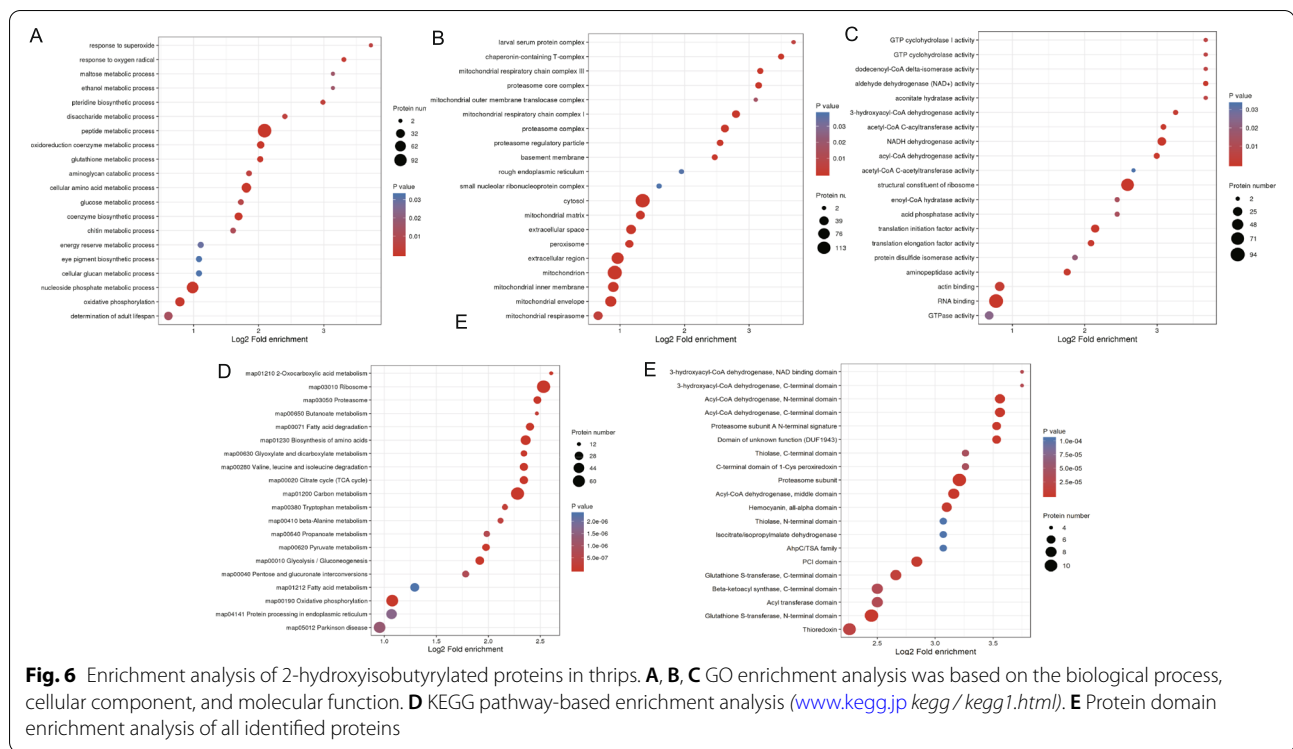 A
response to superoxide
response to oxygen radical
maltose metabolic process
ethanol metabolic process
pteridine biosynthetic process
disaccharide metabolic process
peptide metabolic process
oxidoreduction coenzyme metabolic process
glutathione metabolic process
aminoglycan catabolic process
cellular amino acid metabolic process
glucose metabolic process
coenzyme biosynthetic process
chitin metabolic process
energy reserve metabolic process
eye pigment biosynthetic process
cellular glucan metabolic process
nucleoside phosphate metabolic process
oxidative phosphorylation
determination of adult lifespan
1 2 3
Log2 Fold enrichment
Protein nur
2
32
62
92
P value
0.03
0.02
0.01
B
larval serum protein complex
chaperonin-containing T-complex
mitochondrial respiratory chain complex III
proteasome core complex
mitochondrial outer membrane translocase complex
mitochondrial respiratory chain complex I
proteasome complex
proteasome regulatory particle
basement membrane
rough endoplasmic reticulum
small nucleolar ribonucleoprotein complex
cytosol
mitochondrial matrix
extracellular space
peroxisome
extracellular region
mitochondrion
mitochondrial inner membrane
mitochondrial envelope
mitochondrial respirasome
E
1 2 3
Log2 Fold enrichment
P value
0.03
0.02
0.01
Protein nu
2
39
76
113
C
GTP cyclohydrolase I activity
GTP cyclohydrolase activity
dodecenoyl-CoA delta-isomerase activity
aldehyde dehydrogenase (NAD+) activity
aconitate hydratase activity
3-hydroxyacyl-CoA dehydrogenase activity
acetyl-CoA C-acyltransferase activity
NADH dehydrogenase activity
acyl-CoA dehydrogenase activity
acetyl-CoA C-acetyltransferase activity
structural constituent of ribosome
enoyl-CoA hydratase activity
acid phosphatase activity
translation initiation factor activity
translation elongation factor activity
protein disulfide isomerase activity
aminopeptidase activity
actin binding
RNA binding
GTPase activity
1 2 3
Log2 Fold enrichment
P value
0.03
0.02
0.01
Protein number
2
25
48
71
94
D
map01210 2-Oxocarboxylic acid metabolism
map03010 Ribosome
map03050 Proteasome
map00650 Butanoate metabolism
map00071 Fatty acid degradation
map01230 Biosynthesis of amino acids
map00630 Glyoxylate and dicarboxylate metabolism
map00280 Valine, leucine and isoleucine degradation
map00020 Citrate cycle (TCA cycle)
map01200 Carbon metabolism
map00380 Tryptophan metabolism
map00410 beta-Alanine metabolism
map00640 Propanoate metabolism
map00620 Pyruvate metabolism
map00010 Glycolysis / Gluconeogenesis
map00040 Pentose and glucuronate interconversions
map01212 Fatty acid metabolism
map00190 Oxidative phosphorylation
map04141 Protein processing in endoplasmic reticulum
map05012 Parkinson disease
1.0 1.5 2.0 2.5
Log2 Fold enrichment
Protein number
12
28
44
60
P value
2.0e-06
1.5e-06
1.0e-06
5.0e-07
E
3-hydroxyacyl-CoA dehydrogenase, NAD binding domain
3-hydroxyacyl-CoA dehydrogenase, C-terminal domain
Acyl-CoA dehydrogenase, N-terminal domain
Acyl-CoA dehydrogenase, C-terminal domain
Proteasome subunit A N-terminal signature
Domain of unknown function (DUF1943)
Thiolase, C-terminal domain
C-terminal domain of 1-Cys peroxiredoxin
Proteasome subunit
Acyl-CoA dehydrogenase, middle domain
Hemocyanin, all-alpha domain
Thiolase, N-terminal domain
Isocitrate/isopropylmalate dehydrogenase
AhpC/TSA family
PCI domain
Glutathione S-transferase, C-terminal domain
Beta-ketoacyl synthase, C-terminal domain
Acyl transferase domain
Glutathione S-transferase, N-terminal domain
Thioredoxin
2.5 3.0 3.5
Log2 Fold enrichment
P value
1.0e-04
7.5e-05
5.0e-05
2.5e-05
Protein number
4
6
8
10
Fig. 6 Enrichment analysis of 2-hydroxyisobutyrylated proteins in thrips. A, B, C GO enrichment analysis was based on the biological process,
cellular component, and molecular function. D KEGG pathway-based enrichment analysis (www.kegg.jp kegg / kegg1.html). E Protein domain
enrichment analysis of all identified proteins